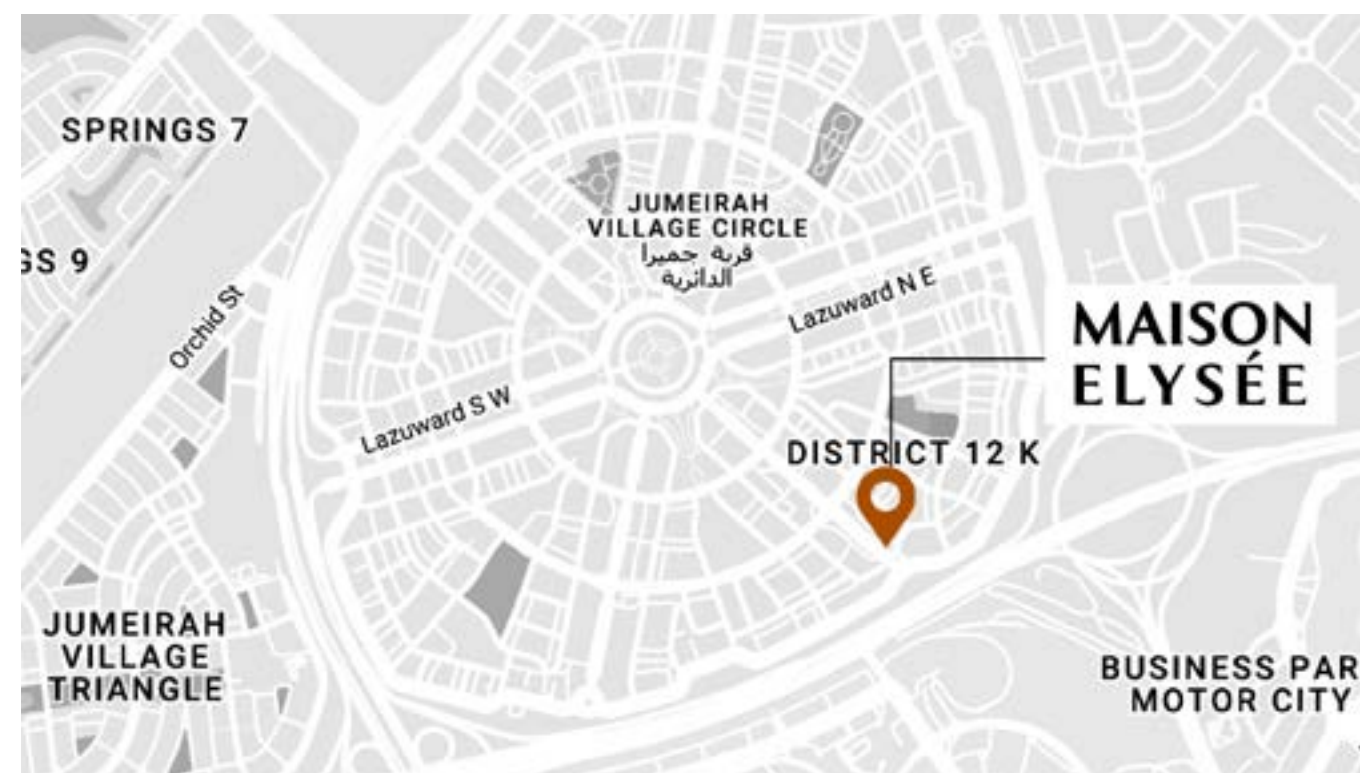 SPRINGS 7
JUMEIRAH
VILLAGE CIRCLE
قرية جميرا
الدائرية
GS 9
Lazuward N E
Orchid St
MAISON
ELYSÉE
Lazuward S W
DISTRICT 12 K
JUMEIRAH
VILLAGE
TRIANGLE
BUSINESS PAR
MOTOR CITY